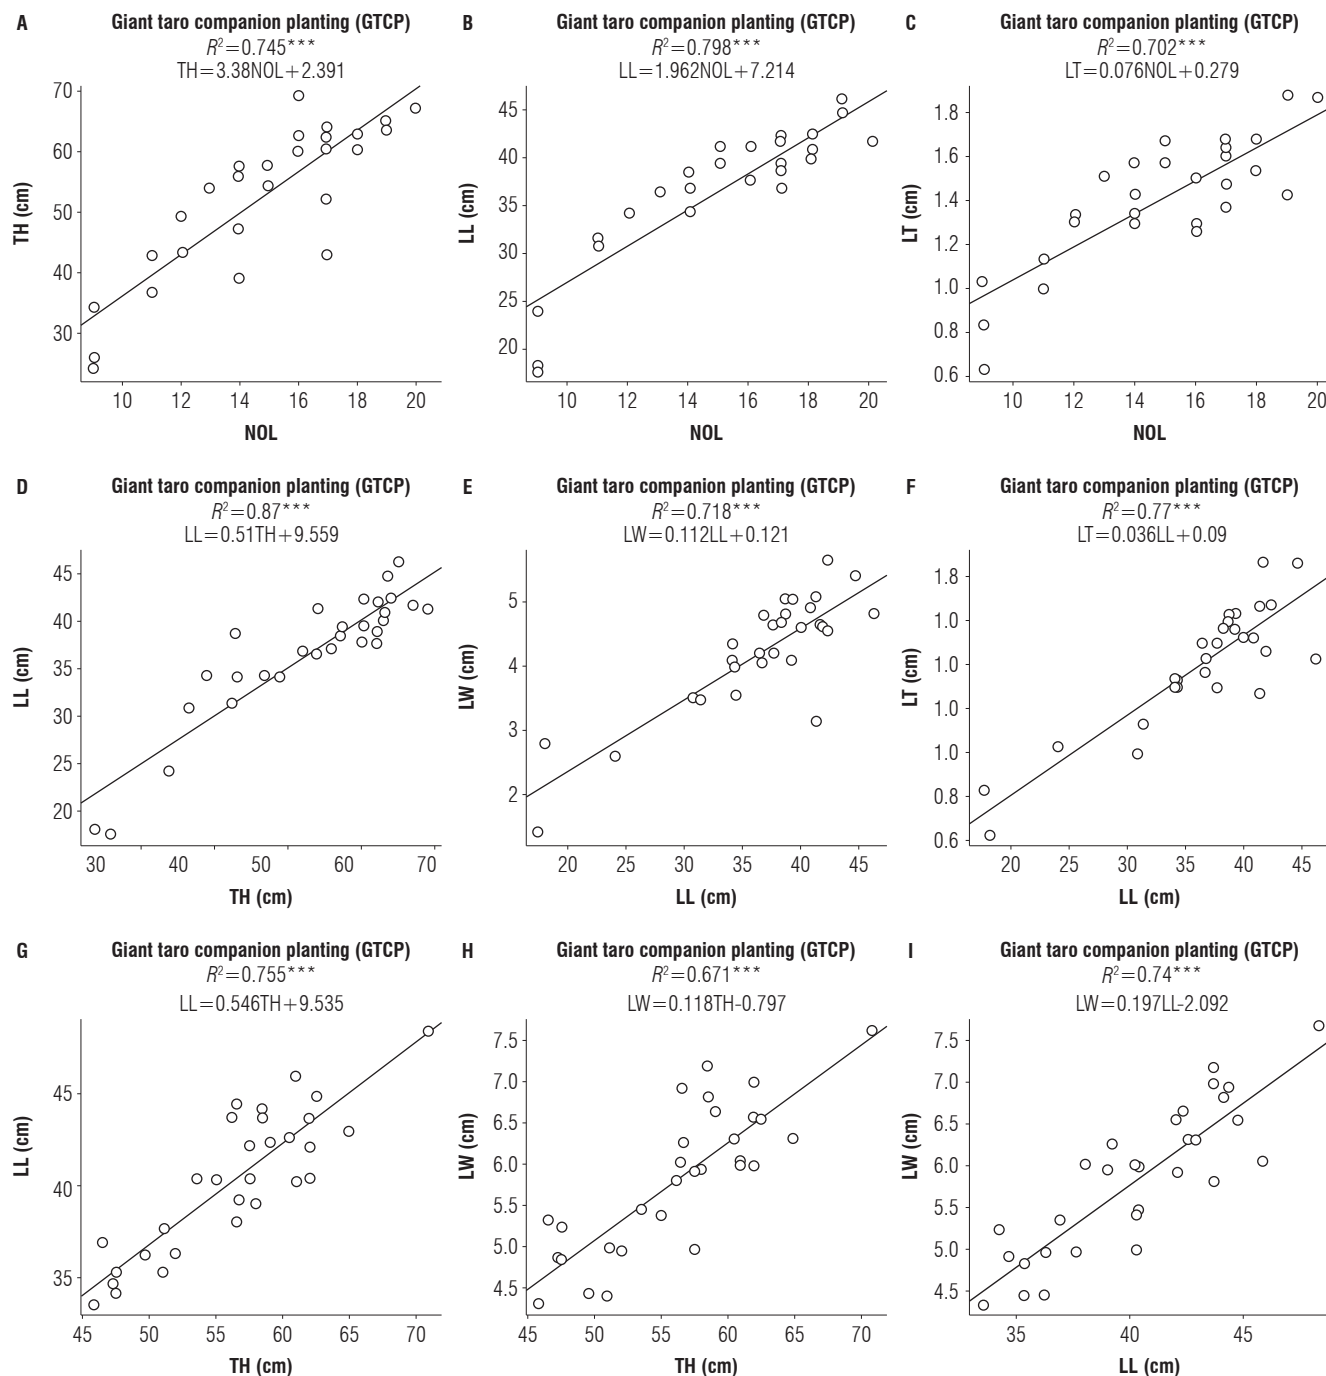 A Giant taro companion planting (GTCP)
R²=0.745***
TH=3.38NOL+2.391
70
60
50
40
30
TH (cm)
10 12 14 16 18 20
NOL
B Giant taro companion planting (GTCP)
R²=0.798***
LL=1.962NOL+7.214
45
40
35
30
25
20
LL (cm)
10 12 14 16 18 20
NOL
C Giant taro companion planting (GTCP)
R²=0.702***
LT=0.076NOL+0.279
1.8
1.6
1.4
1.2
1.0
0.8
0.6
LT (cm)
10 12 14 16 18 20
NOL
D Giant taro companion planting (GTCP)
R²=0.87***
LL=0.51TH+9.559
45
40
35
30
25
20
LL (cm)
30 40 50 60 70
TH (cm)
E Giant taro companion planting (GTCP)
R²=0.718***
LW=0.112LL+0.121
5
4
3
2
LW (cm)
20 25 30 35 40 45
LL (cm)
F Giant taro companion planting (GTCP)
R²=0.77***
LT=0.036LL+0.09
1.8
1.0
1.0
1.0
1.0
0.8
0.6
LT (cm)
20 25 30 35 40 45
LL (cm)
G Giant taro companion planting (GTCP)
R²=0.755***
LL=0.546TH+9.535
45
40
35
LL (cm)
45 50 55 60 65 70
TH (cm)
H Giant taro companion planting (GTCP)
R²=0.671***
LW=0.118TH-0.797
7.5
7.0
6.5
6.0
5.5
5.0
4.5
LW (cm)
45 50 55 60 65 70
TH (cm)
I Giant taro companion planting (GTCP)
R²=0.74***
LW=0.197LL-2.092
7.5
7.0
6.5
6.0
5.5
5.0
4.5
LW (cm)
35 40 45
LL (cm)